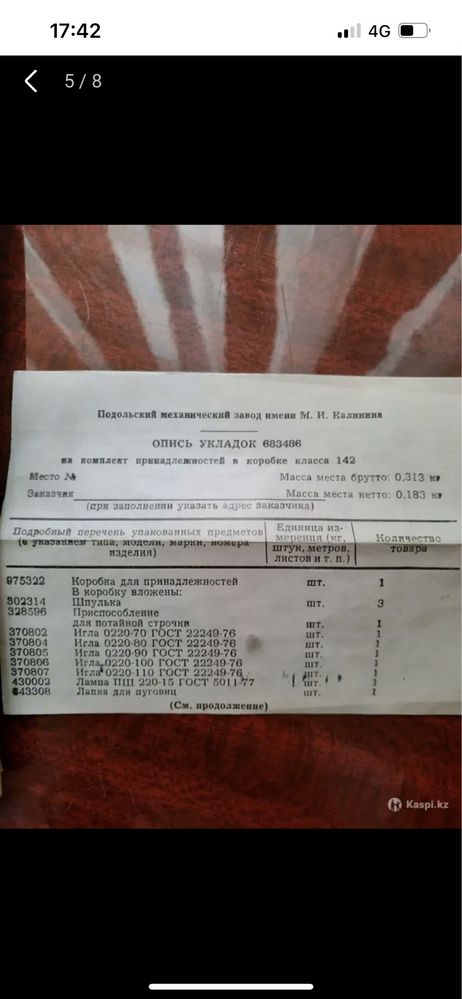 17:42
4G
5 / 8
Подольский механический завод имени М. И. Калинина
ОПИСЬ УКЛАДОК 683486
на комплект принадлежностей в коробке класса 142
Место № Масса места брутто: 0,313 кг
Заказчик Масса места нетто: 0,183 кг
(при заполнении указать адрес заказчика)
Подробный перечень упакованных предметов
(с указанием типа, модели, марки, номера
изделия)
Единица из-
мерения (кг,
штук, метров,
листов и т. п.)
Количество
товара
975322 Коробка для принадлежностей шт. 1
В коробку вложены:
302314 Шпулька шт. 3
328596 Приспособление
для потайной строчки шт. 1
370802 Игла 0220-70 ГОСТ 22249-76 шт. 1
370804 Игла 0220-80 ГОСТ 22249-76 шт. 1
370805 Игла 0220-90 ГОСТ 22249-76 шт. 1
370806 Игла 0220-100 ГОСТ 22249-76 шт. 1
370807 Игла 0220-110 ГОСТ 22249-76 шт. 1
430002 Лампа ПШ 220-15 ГОСТ 5011-77 шт. 1
Лапка для пуговиц шт. 1
(См. продолжение)
Kaspi.kz